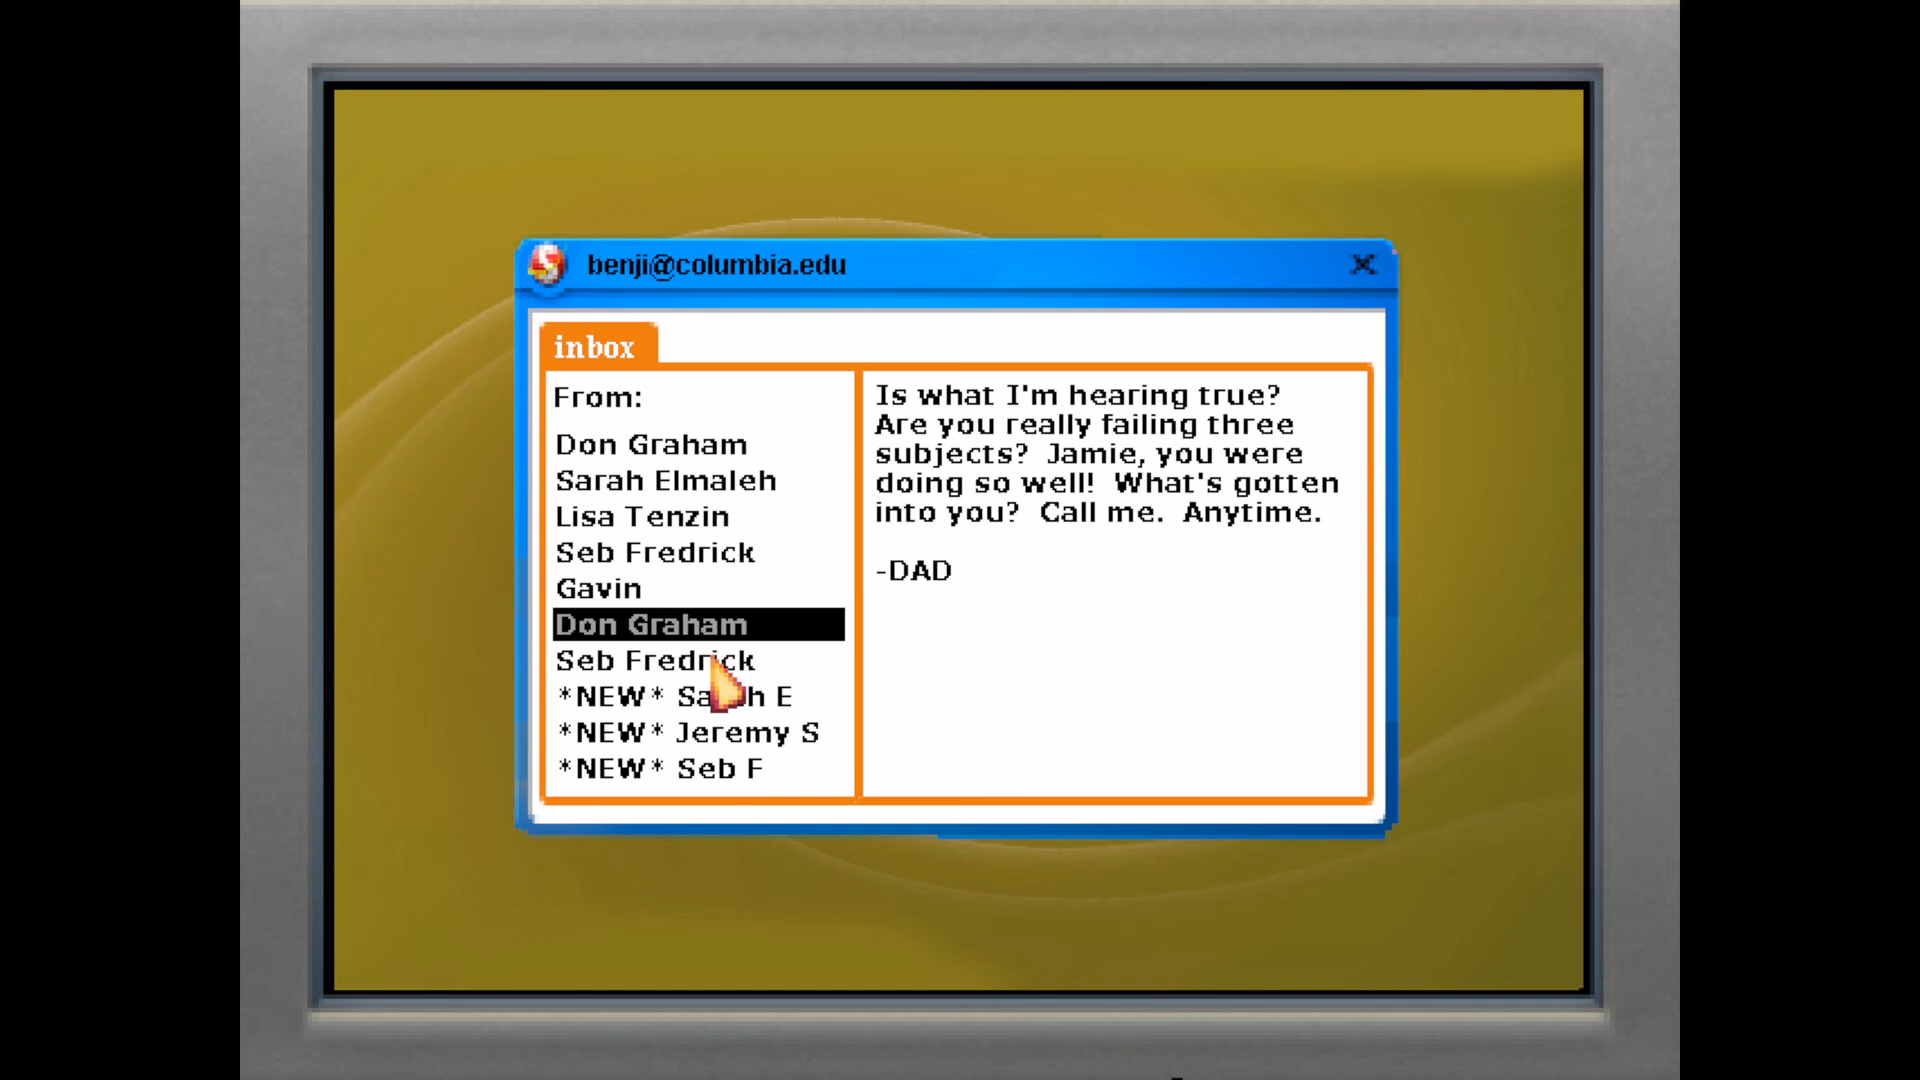 benji@columbia.edu
inbox
From:
Don Graham
Sarah Elmaleh
Lisa Tenzin
Seb Fredrick
Gavin
Don Graham
Seb Fredrick
*NEW* Sarah E
*NEW* Jeremy S
*NEW* Seb F
Is what I'm hearing true?
Are you really failing three
subjects? Jamie, you were
doing so well! What's gotten
into you? Call me. Anytime.
-DAD